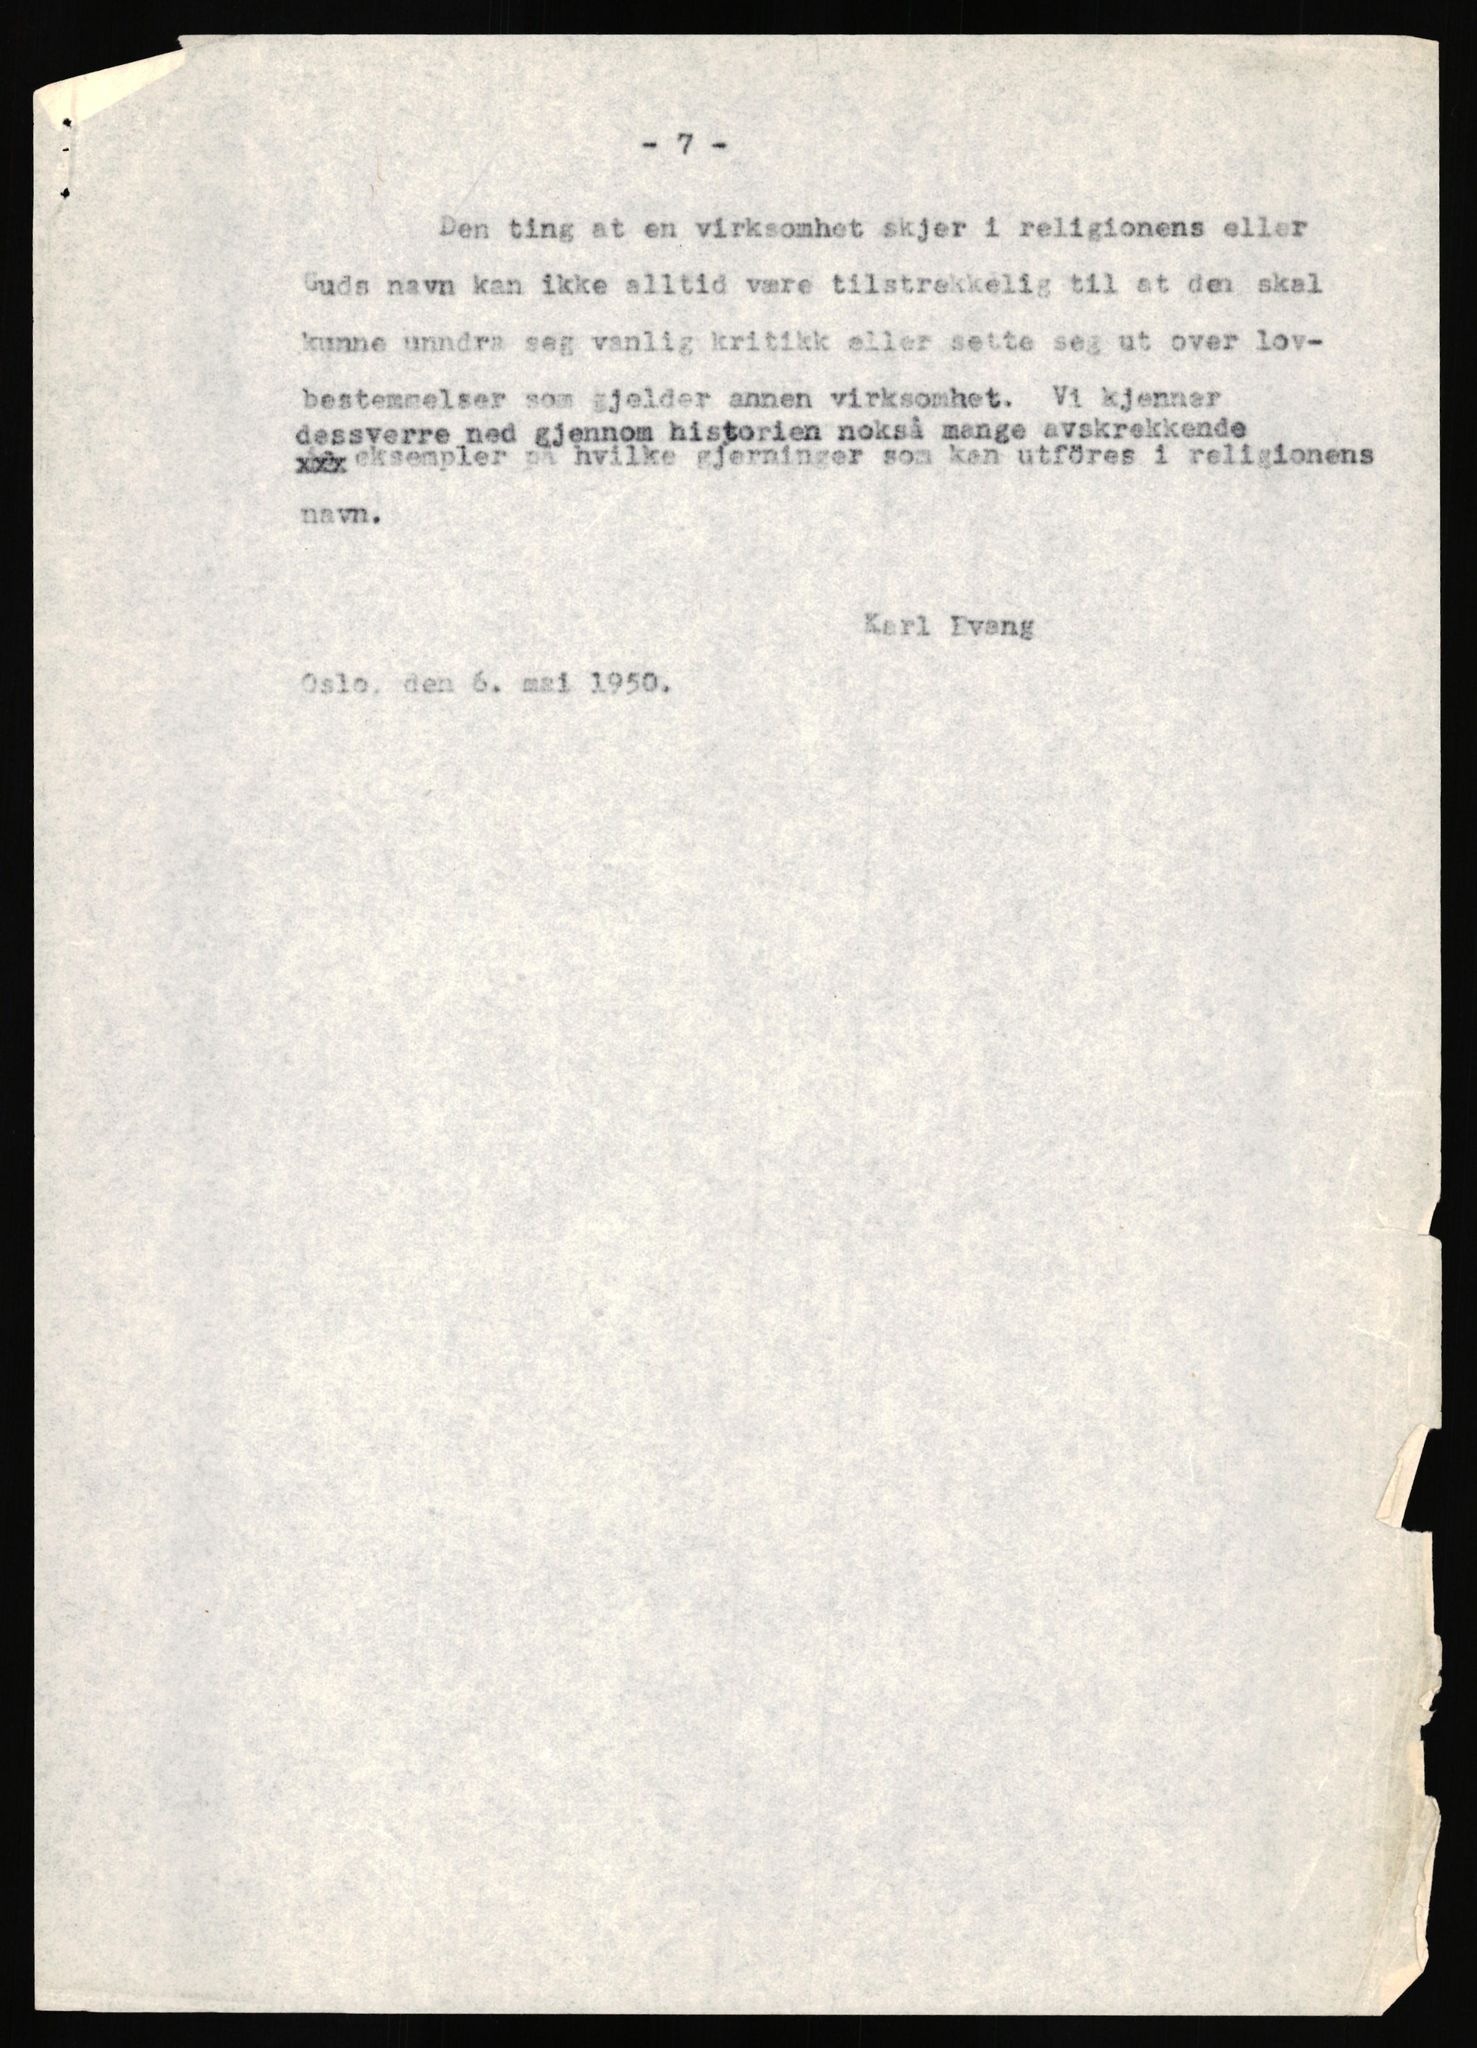 - 7 -
Den ting at en virksomhet skjer i religionens eller
Guds navn kan ikke alltid være tilstrekkelig til at den skal
kunne unndra seg vanlig kritikk eller sette seg ut over lov-
bestemmelser som gjelder annen virksomhet. Vi kjenner
dessverre ned gjennom historien nokså mange avskrekkende
xxx eksempler på hvilke gjerninger som kan utföres i religionens
navn.
Karl Evang
Oslo, den 6. mai 1950.